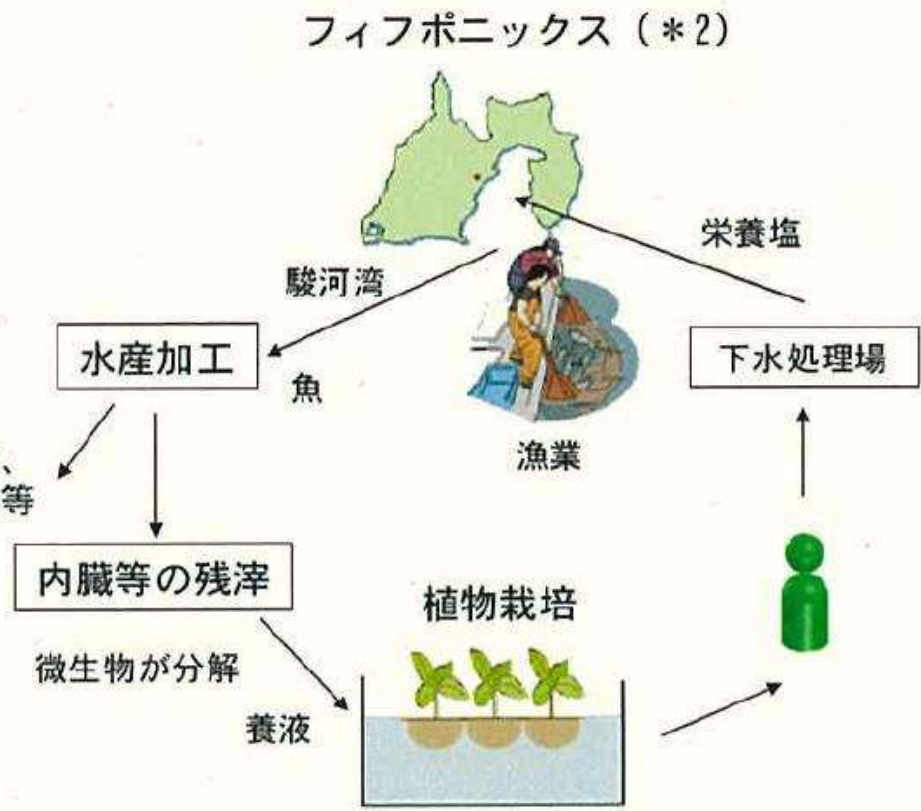 フィフポニックス（＊2）
栄養塩
駿河湾
水産加工
下水処理場
魚
漁業
、
等
内臓等の残滓
植物栽培
微生物が分解
養液